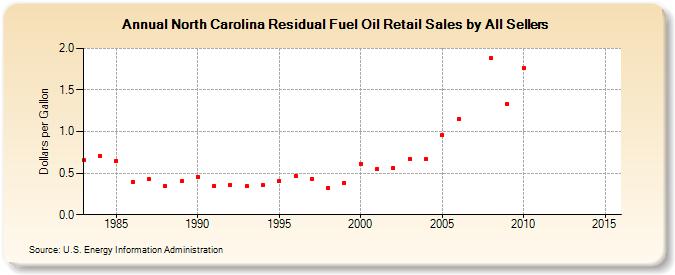 Annual North Carolina Residual Fuel Oil Retail Sales by All Sellers
Dollars per Gallon
2.0
1.5
1.0
0.5
0.0
1985 1990 1995 2000 2005 2010 2015
Source: U.S. Energy Information Administration